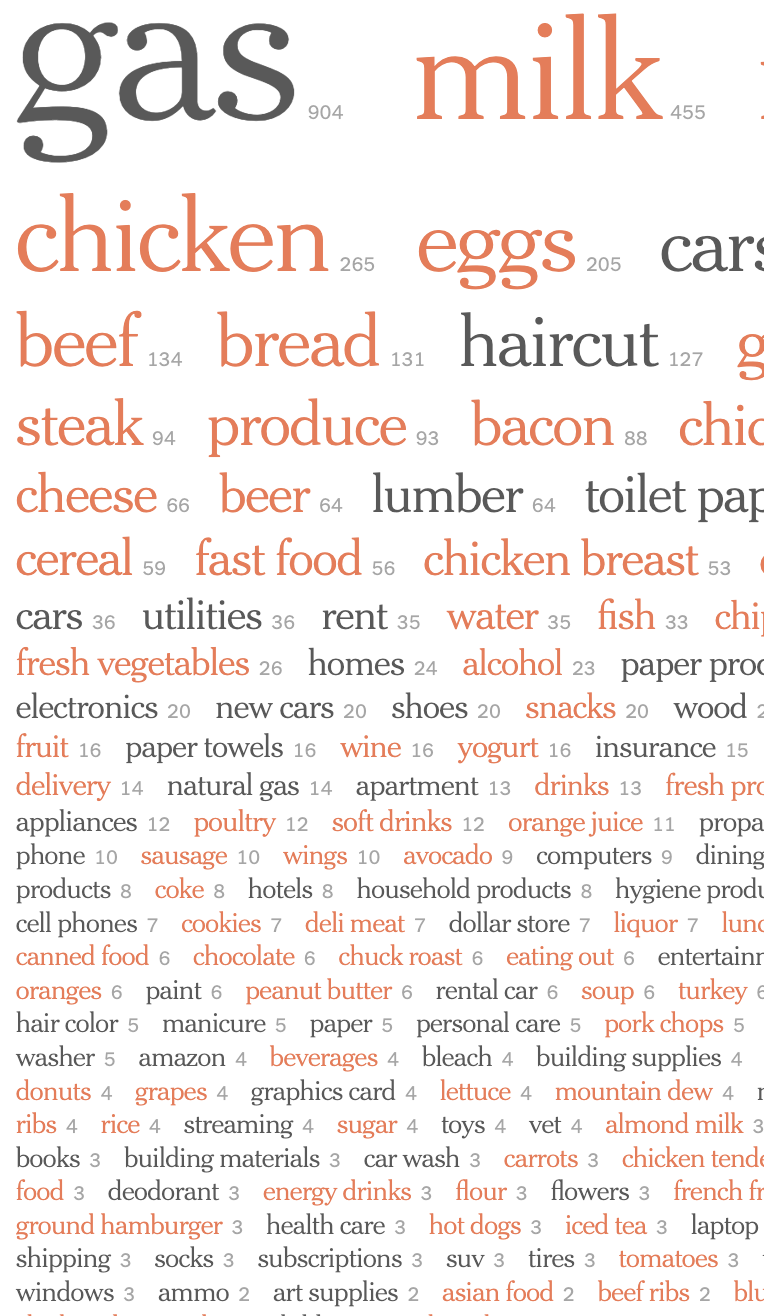 gas 904 milk 455
chicken 265 eggs 205 cars
beef 134 bread 131 haircut 127 g
steak 94 produce 93 bacon 88 chic
cheese 66 beer 64 lumber 64 toilet pap
cereal 59 fast food 56 chicken breast 53
cars 36 utilities 36 rent 35 water 35 fish 33 chip
fresh vegetables 26 homes 24 alcohol 23 paper prod
electronics 20 new cars 20 shoes 20 snacks 20 wood 2
fruit 16 paper towels 16 wine 16 yogurt 16 insurance 15
delivery 14 natural gas 14 apartment 13 drinks 13 fresh pro
appliances 12 poultry 12 soft drinks 12 orange juice 11 propa
phone 10 sausage 10 wings 10 avocado 9 computers 9 dining
products 8 coke 8 hotels 8 household products 8 hygiene produ
cell phones 7 cookies 7 deli meat 7 dollar store 7 liquor 7 lunc
canned food 6 chocolate 6 chuck roast 6 eating out 6 entertainm
oranges 6 paint 6 peanut butter 6 rental car 6 soup 6 turkey 6
hair color 5 manicure 5 paper 5 personal care 5 pork chops 5
washer 5 amazon 4 beverages 4 bleach 4 building supplies 4
donuts 4 grapes 4 graphics card 4 lettuce 4 mountain dew 4
ribs 4 rice 4 streaming 4 sugar 4 toys 4 vet 4 almond milk 3
books 3 building materials 3 car wash 3 carrots 3 chicken tende
food 3 deodorant 3 energy drinks 3 flour 3 flowers 3 french fr
ground hamburger 3 health care 3 hot dogs 3 iced tea 3 laptop
shipping 3 socks 3 subscriptions 3 suv 3 tires 3 tomatoes 3
windows 3 ammo 2 art supplies 2 asian food 2 beef ribs 2 blu